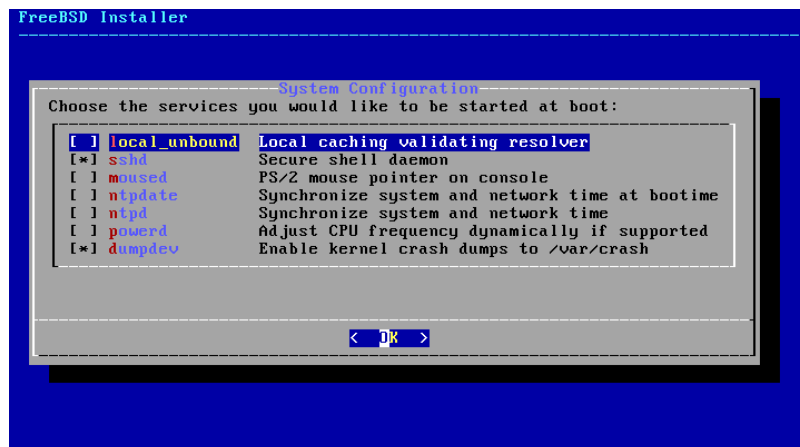 FreeBSD Installer
System Configuration
Choose the services you would like to be started at boot:
[ ] local_unbound Local caching validating resolver
[*] sshd Secure shell daemon
[ ] moused PS/2 mouse pointer on console
[ ] ntpdate Synchronize system and network time at bootime
[ ] ntpd Synchronize system and network time
[ ] powerd Adjust CPU frequency dynamically if supported
[*] dumpdev Enable kernel crash dumps to /var/crash
< OK >